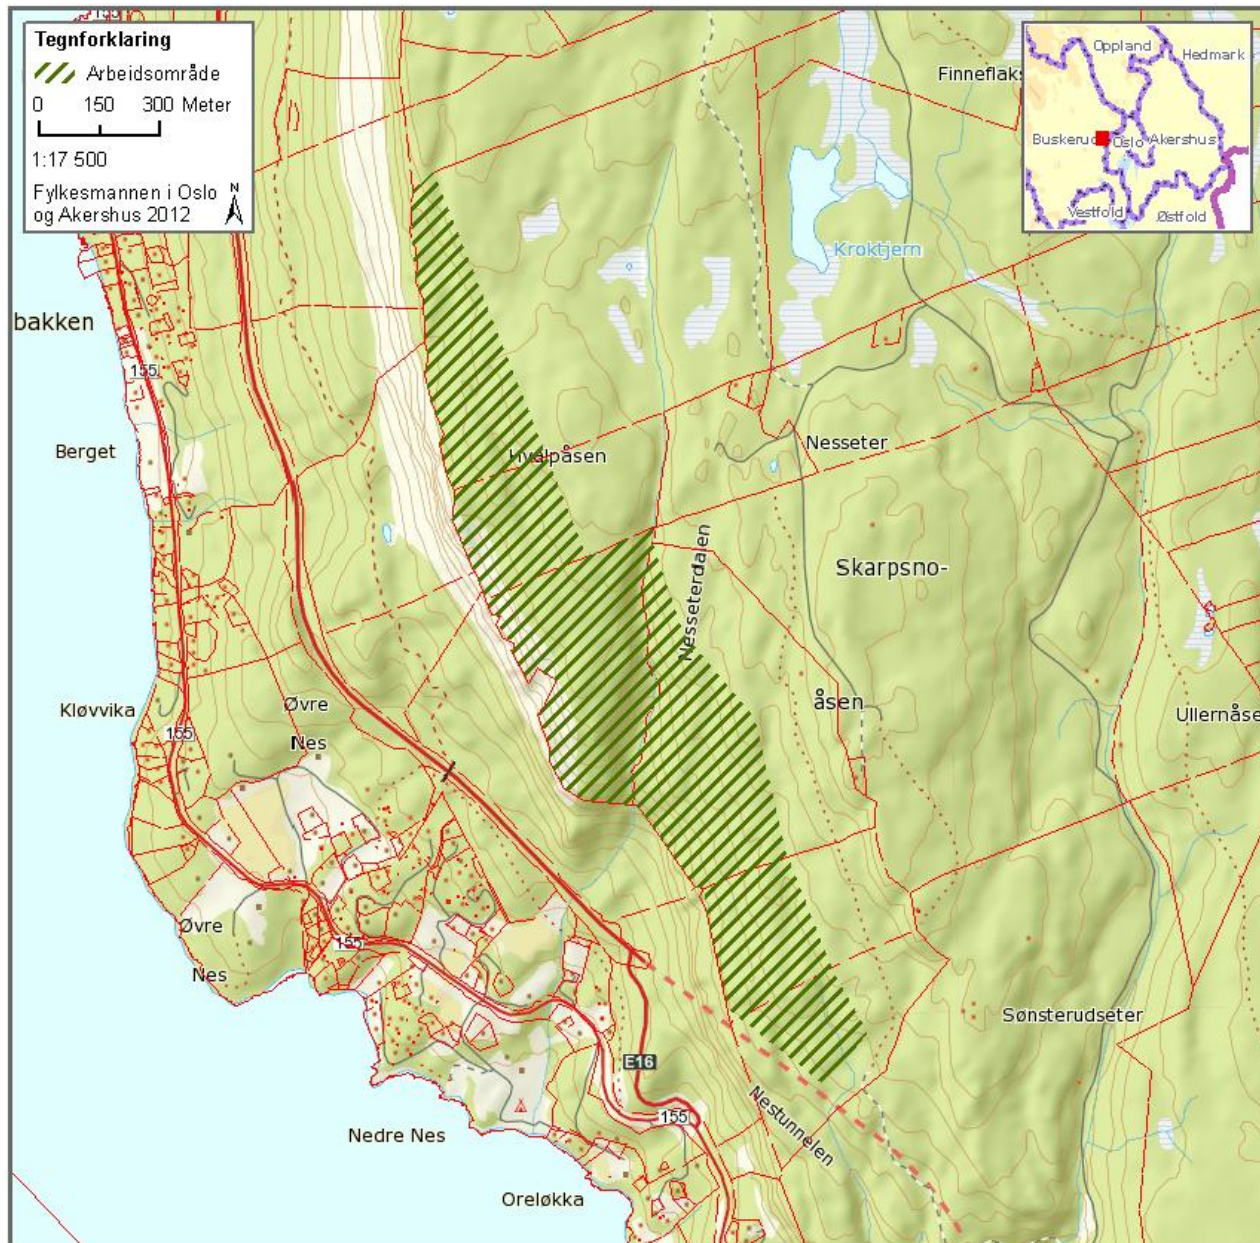 155
Tegnforklaring
Arbeidsområde
0 150 300 Meter
1:17 500
Fylkesmannen i Oslo
og Akershus 2012
N
Oppland
Hedmark
Buskerud
Oslo
Akershus
Vestfold
Østfold
Finneflaks
Kroktjern
bakken
155
Berget
Hvalpåsen
Nesseter
Nesseterdalen
Skarpsno-
åsen
Kløvvika
155
Øvre
Nes
Ullernåse
Øvre
Nes
155
Sønsterudseter
E16
155
Nestunnelen
Nedre Nes
Oreløkka